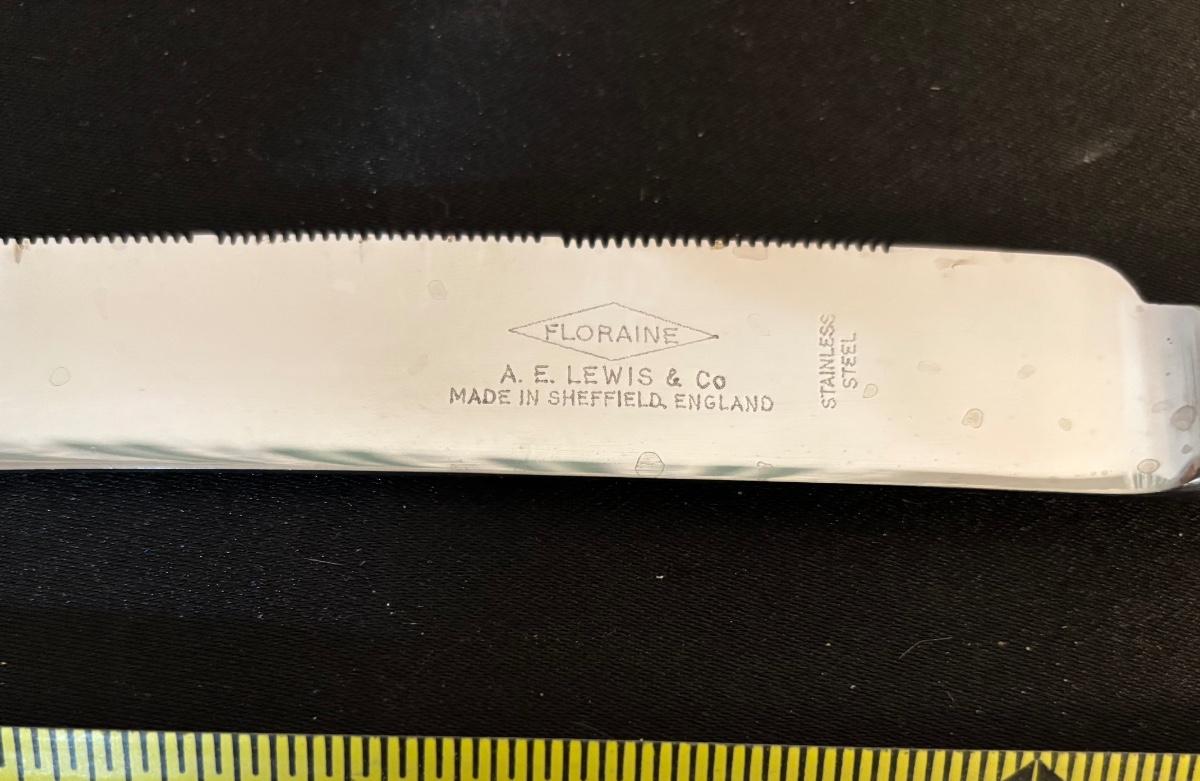 FLORAINE
A. E. LEWIS & Co
MADE IN SHEFFIELD, ENGLAND
STAINLESS
STEEL